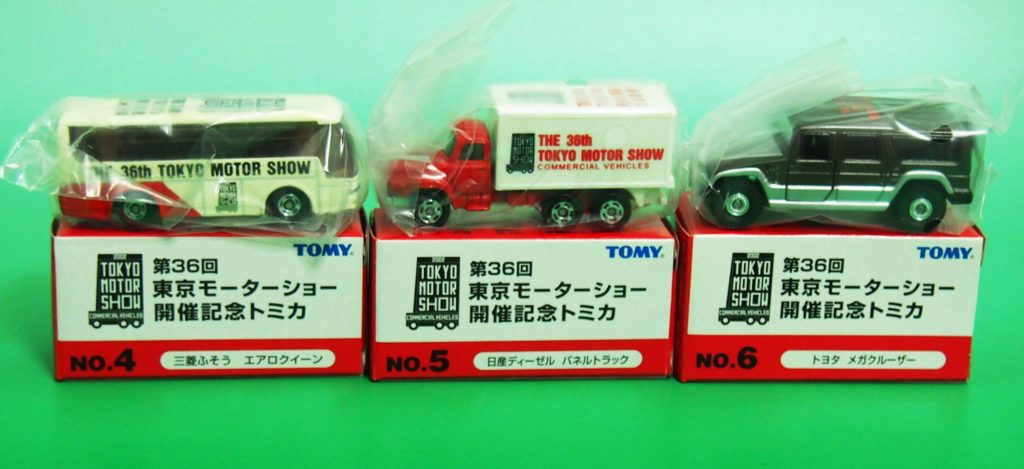 THE 36th TOKYO MOTOR SHOW
THE 36th
TOKYO MOTOR SHOW
COMMERCIAL VEHICLES
TOMY
2002
TOKYO
MOTOR
SHOW
COMMERCIAL VEHICLES
第36回
東京モーターショー
開催記念トミカ
NO.4
三菱ふそう エアロクイーン
TOMY
2002
TOKYO
MOTOR
SHOW
COMMERCIAL VEHICLES
第36回
東京モーターショー
開催記念トミカ
NO.5
日産ディーゼル パネルトラック
TOMY
2002
TOKYO
MOTOR
SHOW
COMMERCIAL VEHICLES
第36回
東京モーターショー
開催記念トミカ
NO.6
トヨタ メガクルーザー